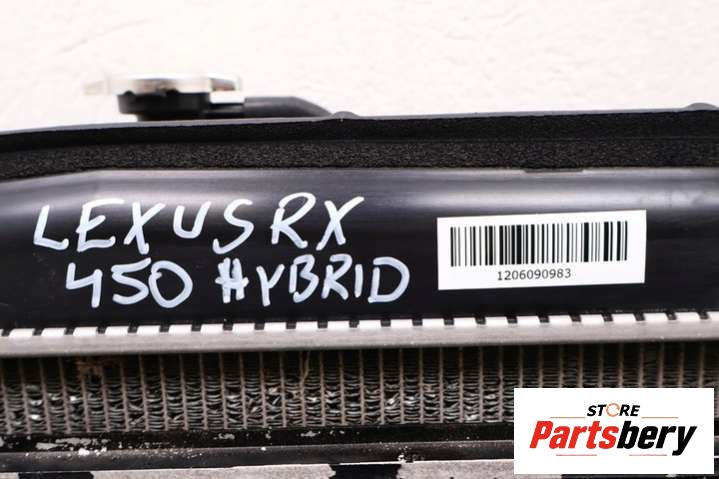 LEXUS RX
450 HYBRID
1206090983
STORE
Partsbery